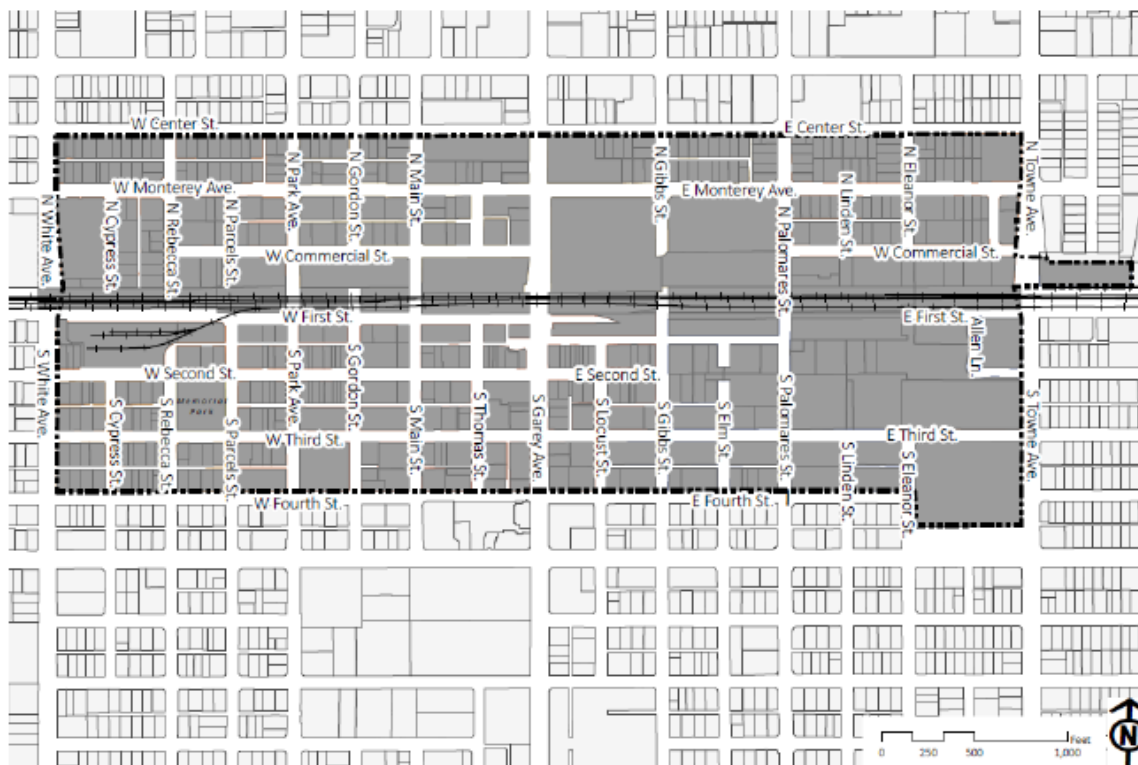 W Center St.
E Center St.
N White Ave.
N Cypress St.
N Rebecca St.
N Parcels St.
N Park Ave.
N Gordon St.
N Main St.
N Gibbs St.
N Palomares St.
N Linden St.
N Eleanor St.
N Towne Ave.
W Monterey Ave.
E Monterey Ave.
W Commercial St.
W Commercial St.
W First St.
E First St.
Allen Ln.
W Second St.
E Second St.
Memorial
Park
S White Ave.
S Cypress St.
S Rebecca St.
S Parcels St.
S Park Ave.
S Gordon St.
S Main St.
S Thomas St.
S Garey Ave.
S Locust St.
S Gibbs St.
S Elm St.
S Palomares St.
S Linden St.
S Eleanor St.
S Towne Ave.
W Third St.
E Third St.
W Fourth St.
E Fourth St.
Feet
0 250 500 1,000
N